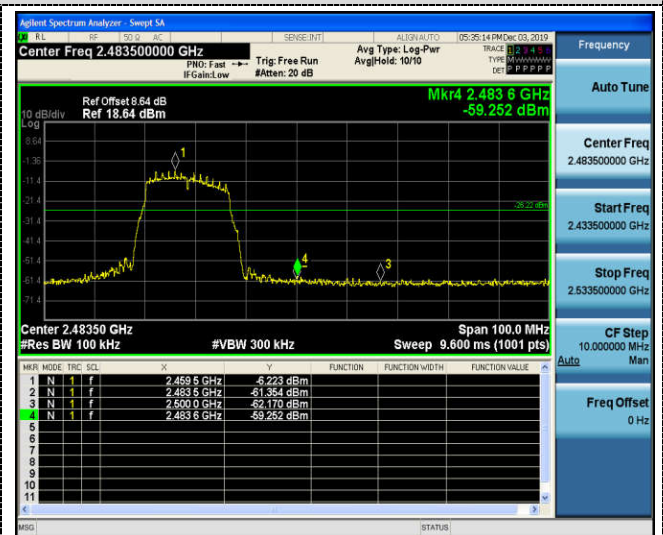 Agilent Spectrum Analyzer - Swept SA
RL RF 50 Ω AC SENSE:INT ALIGN AUTO 05:35:14 PM Dec 03, 2019
Center Freq 2.483500000 GHz
PNO: Fast Trig: Free Run
IFGain:Low #Atten: 20 dB
Avg Type: Log-Pwr
Avg|Hold: 10/10
TRACE 1 2 3 4 5 6
TYPE M
DET P P P P P P
Ref Offset 8.64 dB
10 dB/div Ref 18.64 dBm
Log
Mkr4 2.483 6 GHz
-59.252 dBm
8.64
-1.36
-11.4
-21.4
-31.4
-41.4
-51.4
-61.4
-71.4
1
4
3
-26.22 dBm
Center 2.48350 GHz Span 100.0 MHz
#Res BW 100 kHz #VBW 300 kHz Sweep 9.600 ms (1001 pts)
MKR MODE TRC SCL X Y FUNCTION FUNCTION WIDTH FUNCTION VALUE
1 N 1 f 2.459 5 GHz -6.223 dBm
2 N 1 f 2.483 5 GHz -61.354 dBm
3 N 1 f 2.500 0 GHz -62.170 dBm
4 N 1 f 2.483 6 GHz -59.252 dBm
5
6
7
8
9
10
11
MSG STATUS
Frequency
Auto Tune
Center Freq
2.483500000 GHz
Start Freq
2.433500000 GHz
Stop Freq
2.533500000 GHz
CF Step
10.000000 MHz
Auto Man
Freq Offset
0 Hz